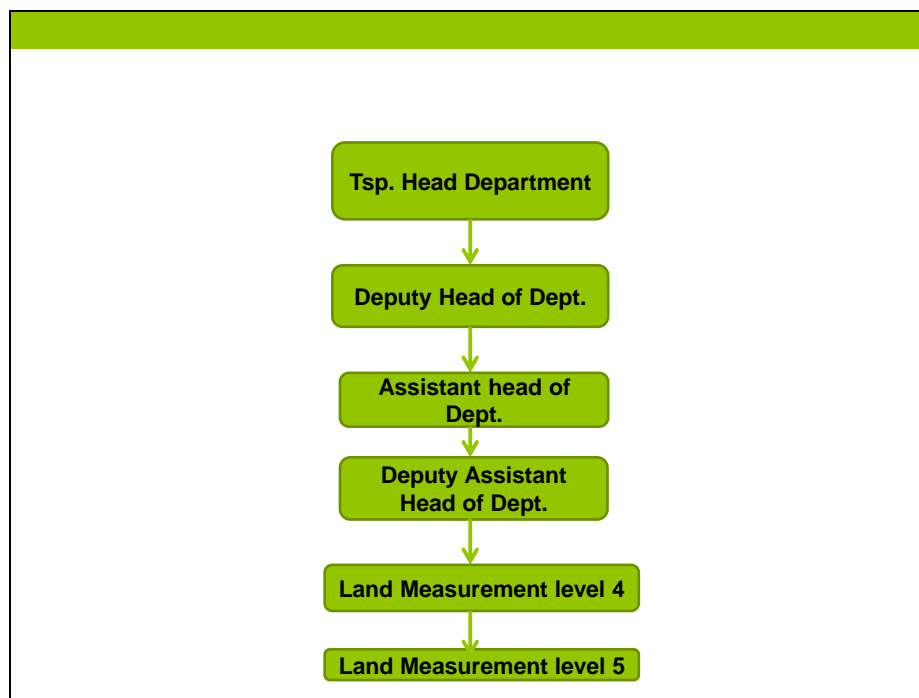 Tsp. Head Department
Deputy Head of Dept.
Assistant head of
Dept.
Deputy Assistant
Head of Dept.
Land Measurement level 4
Land Measurement level 5